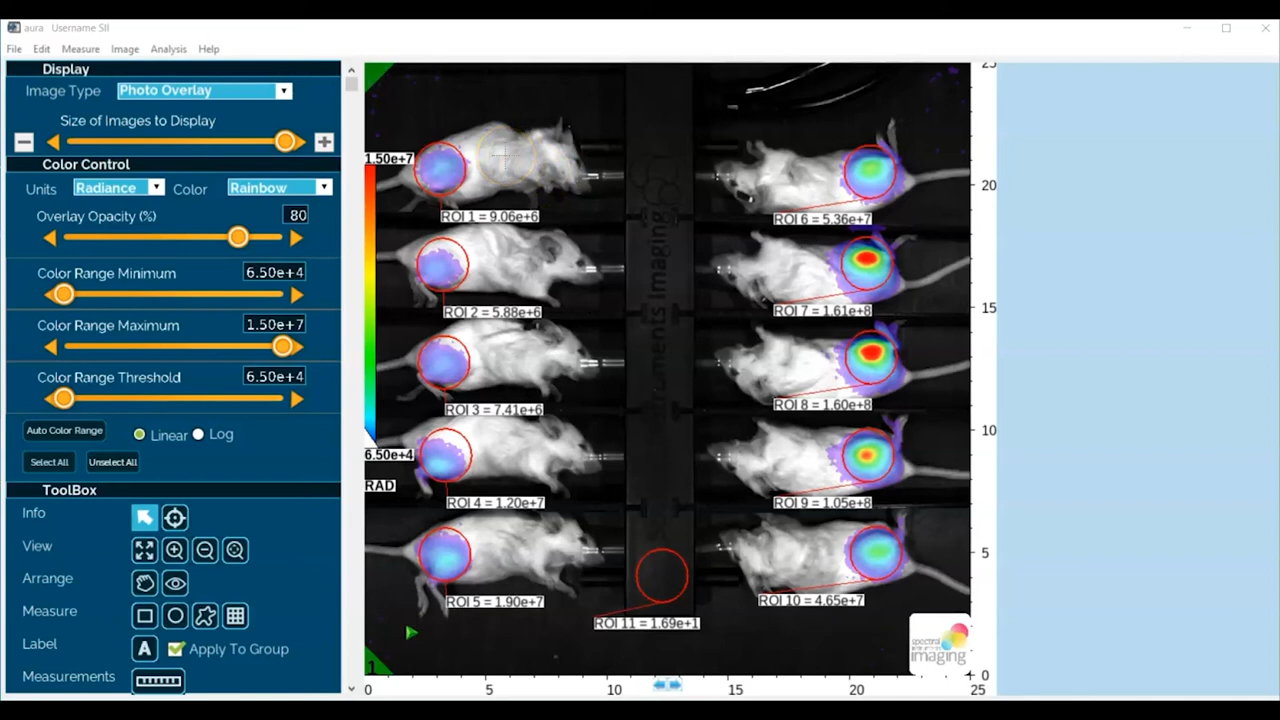 aura Username SII
File Edit Measure Image Analysis Help
Display
Image Type Photo Overlay
Size of Images to Display
Color Control
Units Radiance Color Rainbow
Overlay Opacity (%) 80
Color Range Minimum 6.50e+4
Color Range Maximum 1.50e+7
Color Range Threshold 6.50e+4
Auto Color Range Linear Log
Select All Unselect All
ToolBox
Info
View
Arrange
Measure
Label A Apply To Group
Measurements
1.50e+7
6.50e+4
RAD
ROI 1 = 9.06e+6
ROI 2 = 5.88e+6
ROI 3 = 7.41e+6
ROI 4 = 1.20e+7
ROI 5 = 1.90e+7
ROI 6 = 5.36e+7
ROI 7 = 1.61e+8
ROI 8 = 1.60e+8
ROI 9 = 1.05e+8
ROI 10 = 4.65e+7
ROI 11 = 1.69e+1
ruments Imaging
spectral
imaging
1
25
20
15
10
5
0
0 5 10 15 20 25